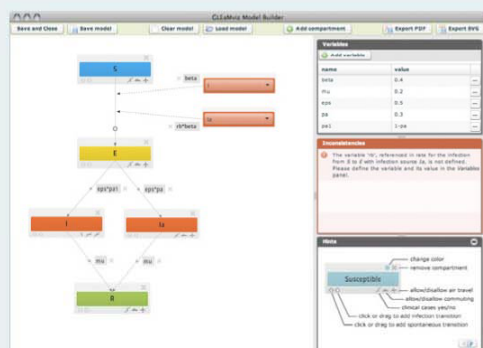 GLEaMviz Model Builder
Save and Close
Save model
Clear model
Load model
Add compartment
Export PDF
Export SVG
S
beta
I
Ia
rb*beta
E
eps*pa1
eps*pa
I
Ia
mu
mu
R
Variables
Add variable
name value
beta 0.4
mu 0.2
eps 0.5
pa 0.3
pa1 1-pa
Inconsistencies
The variable 'rb', referenced in rate for the infection
from S to E with infection source Ia, is not defined.
Please define the variable and its value in the Variables
panel.
Hints
change color
remove compartment
Susceptible
allow/disallow air travel
allow/disallow commuting
clinical cases yes/no
click or drag to add infection transition
click or drag to add spontaneous transition